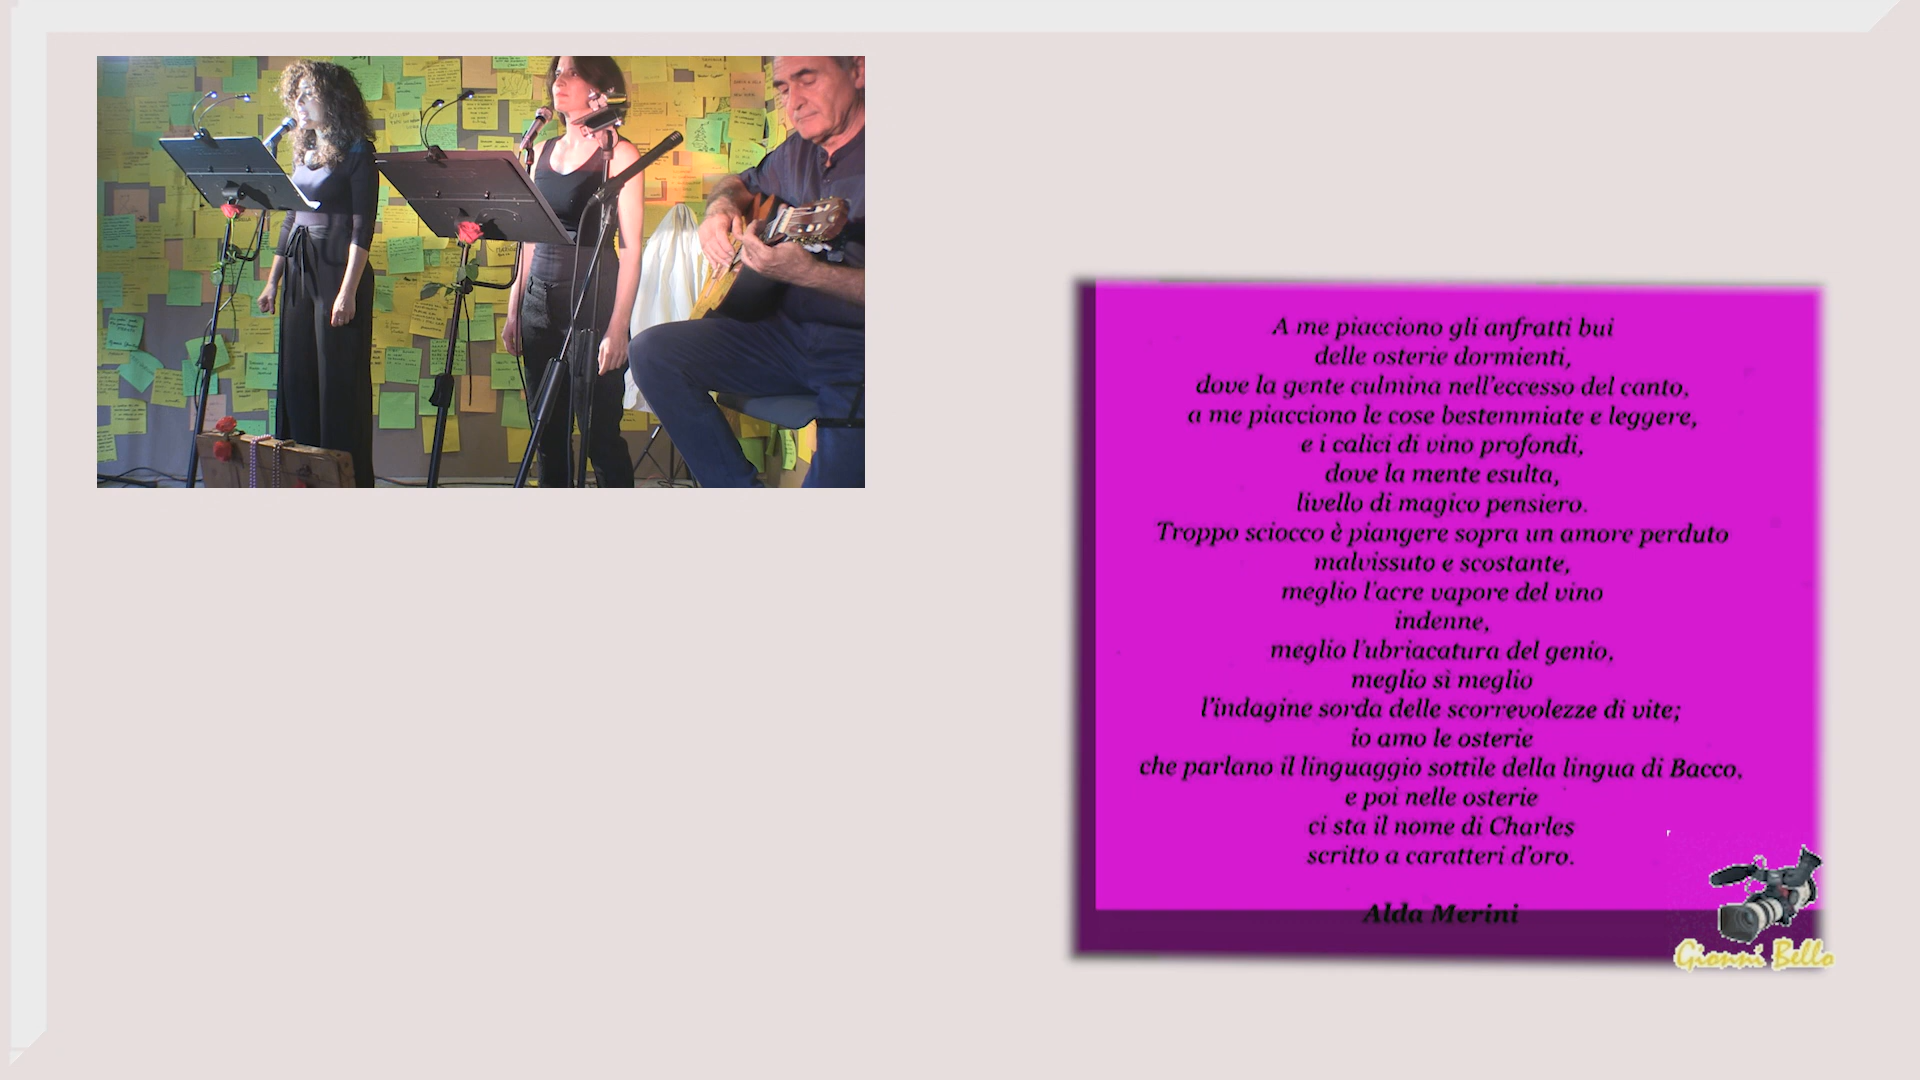 A me piacciono gli anfratti bui
delle osterie dormienti,
dove la gente culmina nell'eccesso del canto,
a me piacciono le cose bestemmiate e leggere,
e i calici di vino profondi,
dove la mente esulta,
livello di magico pensiero.
Troppo sciocco è piangere sopra un amore perduto
malvissuto e scostante,
meglio l'acre vapore del vino
indenne,
meglio l'ubriacatura del genio,
meglio sì meglio
l'indagine sorda delle scorrevolezze di vite;
io amo le osterie
che parlano il linguaggio sottile della lingua di Bacco,
e poi nelle osterie
ci sta il nome di Charles
scritto a caratteri d'oro.
Alda Merini
Gionni Bello